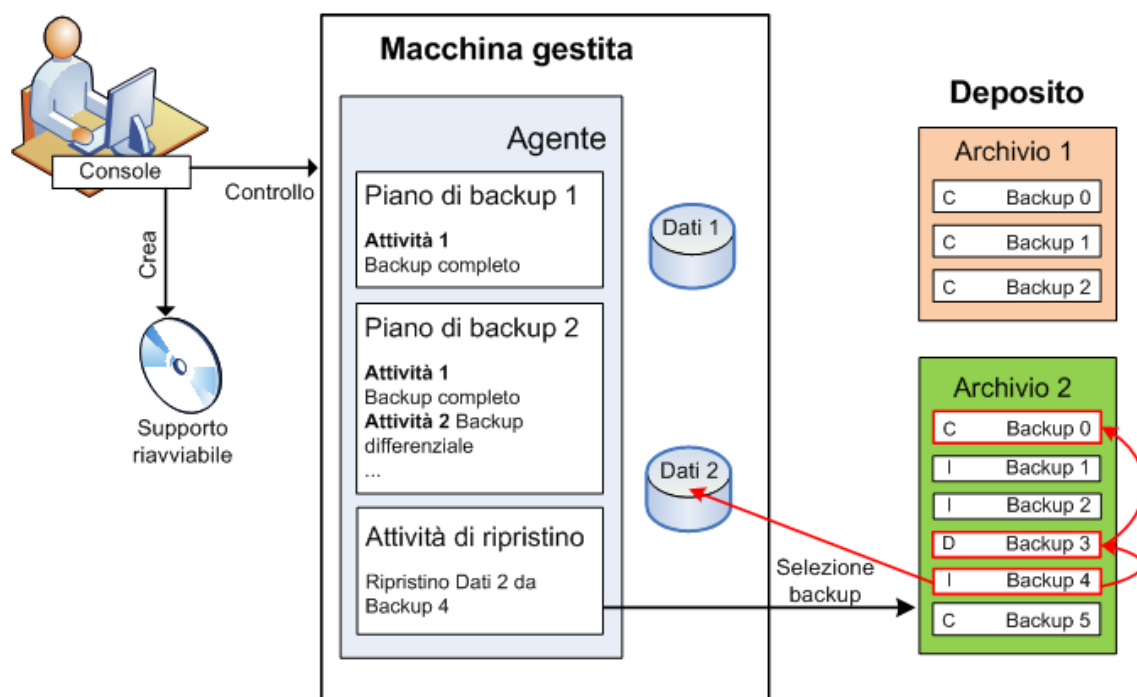 Macchina gestita
Console
Controllo
Crea
Supporto
riavviabile
Agente
Piano di backup 1
Attività 1
Backup completo
Piano di backup 2
Attività 1
Backup completo
Attività 2 Backup
differenziale
...
Attività di ripristino
Ripristino Dati 2 da
Backup 4
Dati 1
Dati 2
Selezione
backup
Deposito
Archivio 1
C Backup 0
C Backup 1
C Backup 2
Archivio 2
C Backup 0
I Backup 1
I Backup 2
D Backup 3
I Backup 4
C Backup 5